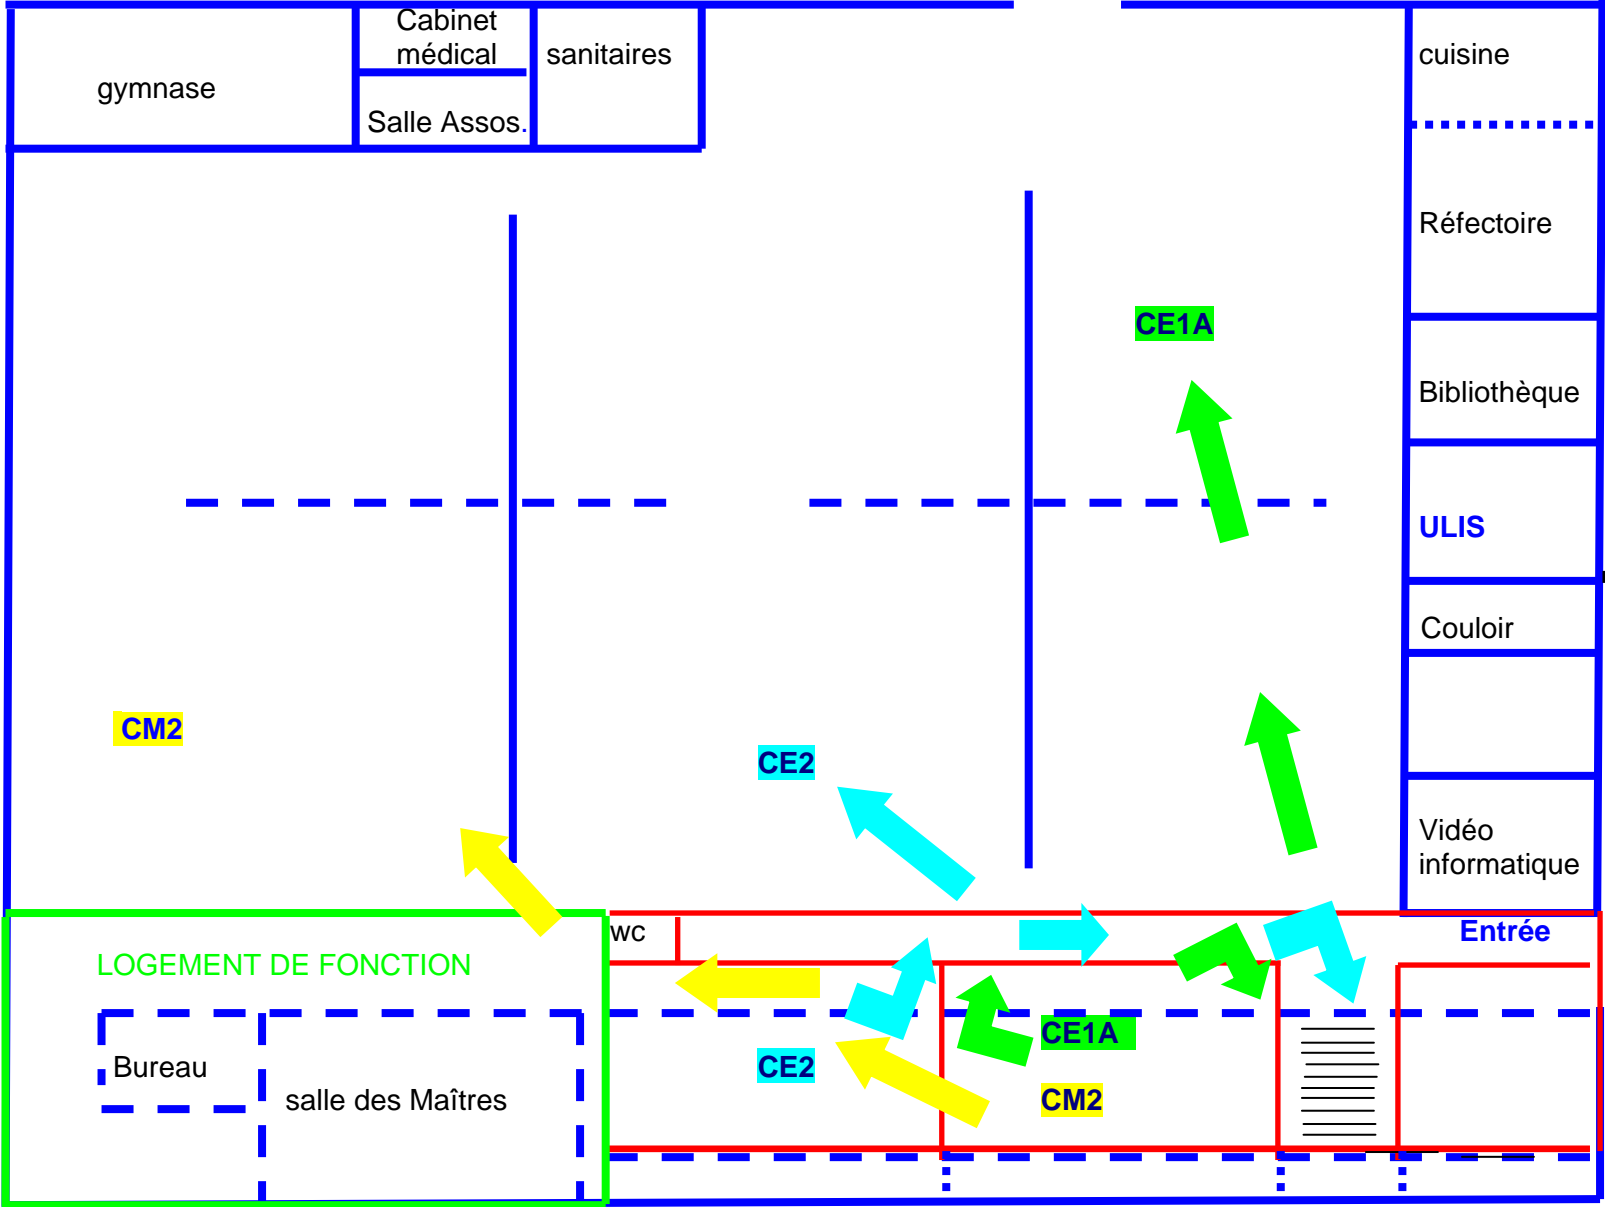 Cabinet
médical
sanitaires
cuisine
gymnase
Salle Assos.
Réfectoire
CE1A
Bibliothèque
ULIS
Couloir
CM2
CE2
Vidéo
informatique
wc
Entrée
LOGEMENT DE FONCTION
CE1A
Bureau
CE2
salle des Maîtres
CM2